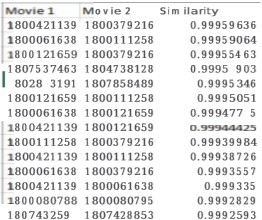 Movie 1 Movie 2 Similarity
1800421139 1800379216 0.99959636
1800061638 1800111258 0.99959064
1800121659 1800379216 0.99955463
1807537463 1804738128 0.9995 903
8028 3191 1807858489 0.9995346
1800121659 1800111258 0.9995051
1800061638 1800121659 0.999477 5
1800421139 1800121659 0.99944425
1800111258 1800379216 0.99939984
1800421139 1800111258 0.99938726
1800061638 1800379216 0.9993557
1800421139 1800061638 0.999335
1800080788 1800080795 0.9992829
180743259 1807428853 0.9992593